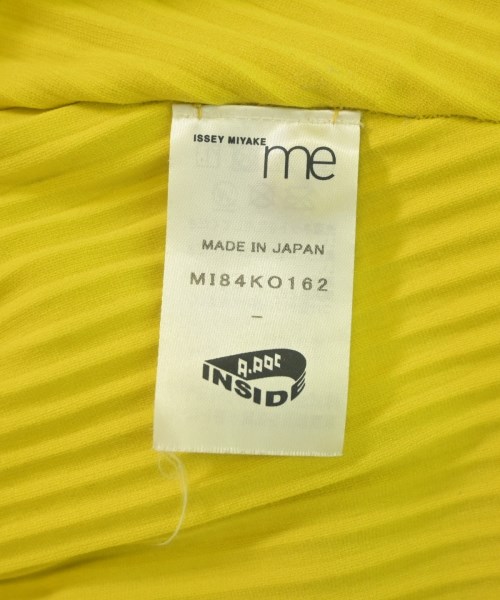 ISSEY MIYAKE
me
MADE IN JAPAN
MI84KO162
–
A-POC
INSIDE